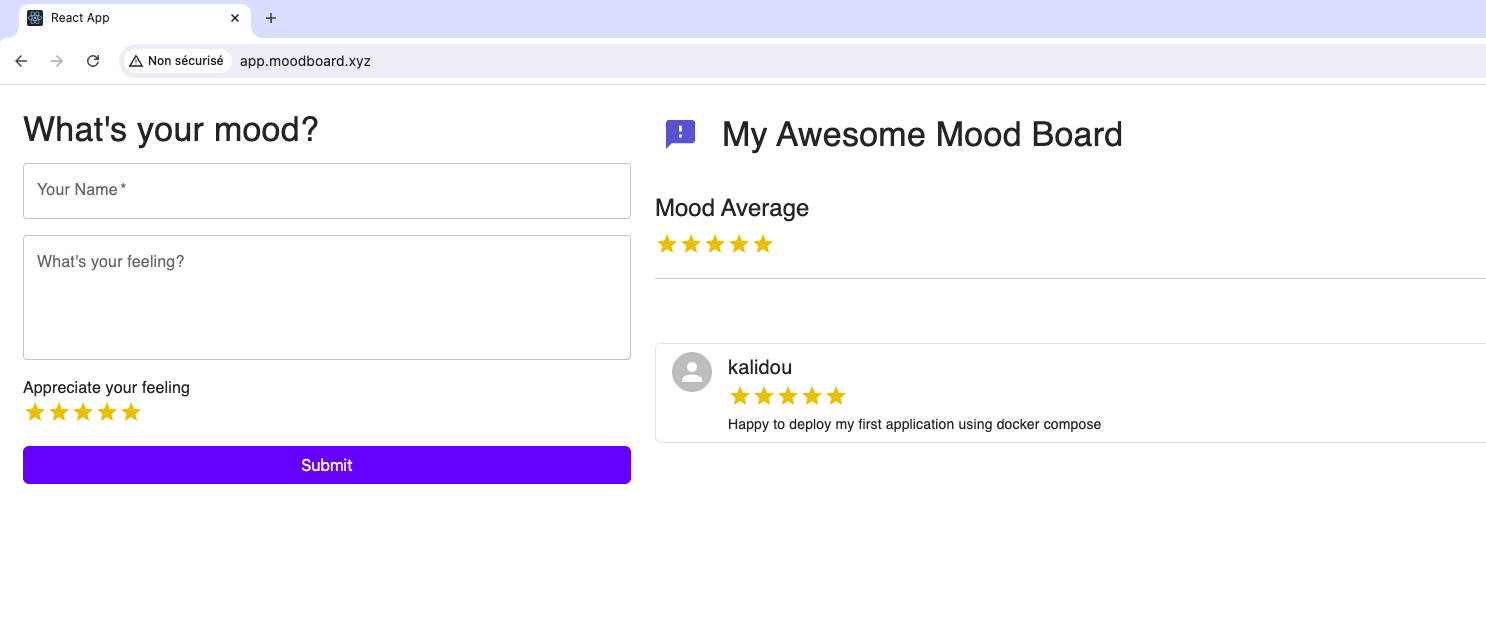 React App
Non sécurisé app.moodboard.xyz
What's your mood?
Your Name *
What's your feeling?
Appreciate your feeling
Submit
My Awesome Mood Board
Mood Average
kalidou
Happy to deploy my first application using docker compose